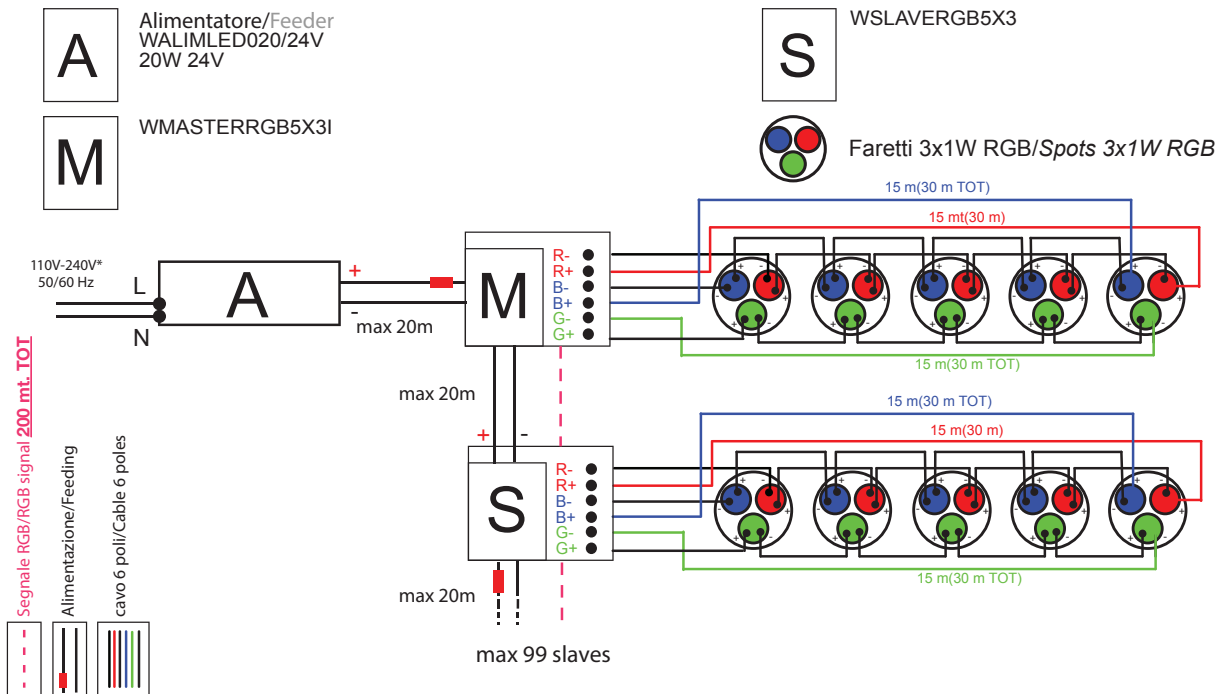 A
Alimentatore/Feeder
WALIMLED020/24V
20W 24V
M
WMASTERRGB5X3I
S
WSLAVERGB5X3
Faretti 3x1W RGB/Spots 3x1W RGB
110V-240V*
50/60 Hz
L
N
A
+
-
max 20m
M
R-
R+
B-
B+
G-
G+
15 m(30 m TOT)
15 mt(30 m)
+ - + - + - + - + -
- + - + - + - + - +
+ - + - + - + - + -
15 m(30 m TOT)
max 20m
+
-
S
R-
R+
B-
B+
G-
G+
15 m(30 m TOT)
15 m(30 m)
+ - + - + - + - + -
- + - + - + - + - +
+ - + - + - + - + -
15 m(30 m TOT)
max 20m
max 99 slaves
Segnale RGB/RGB signal 200 mt. TOT
Alimentazione/Feeding
cavo 6 poli/Cable 6 poles